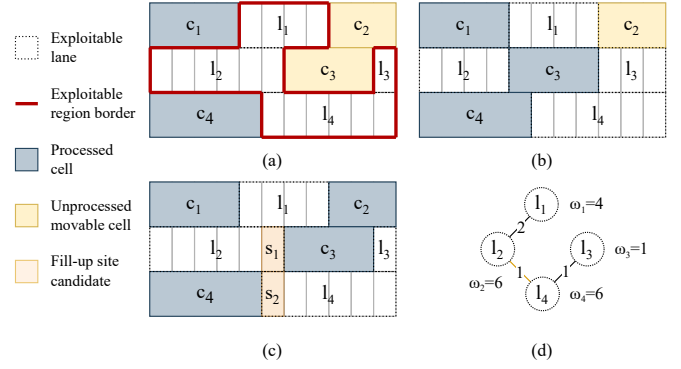 Exploitable
lane
Exploitable
region border
Processed
cell
Unprocessed
movable cell
Fill-up site
candidate
c1 l1 c2
l2 c3 l3
c4 l4
(a)
c1 l1 c2
l2 c3 l3
c4 l4
(b)
c1 l1 c2
l2 s1 c3 l3
c4 s2 l4
(c)
l1 ω1=4
2
l2 l3 ω3=1
1 1
ω2=6 l4 ω4=6
(d)